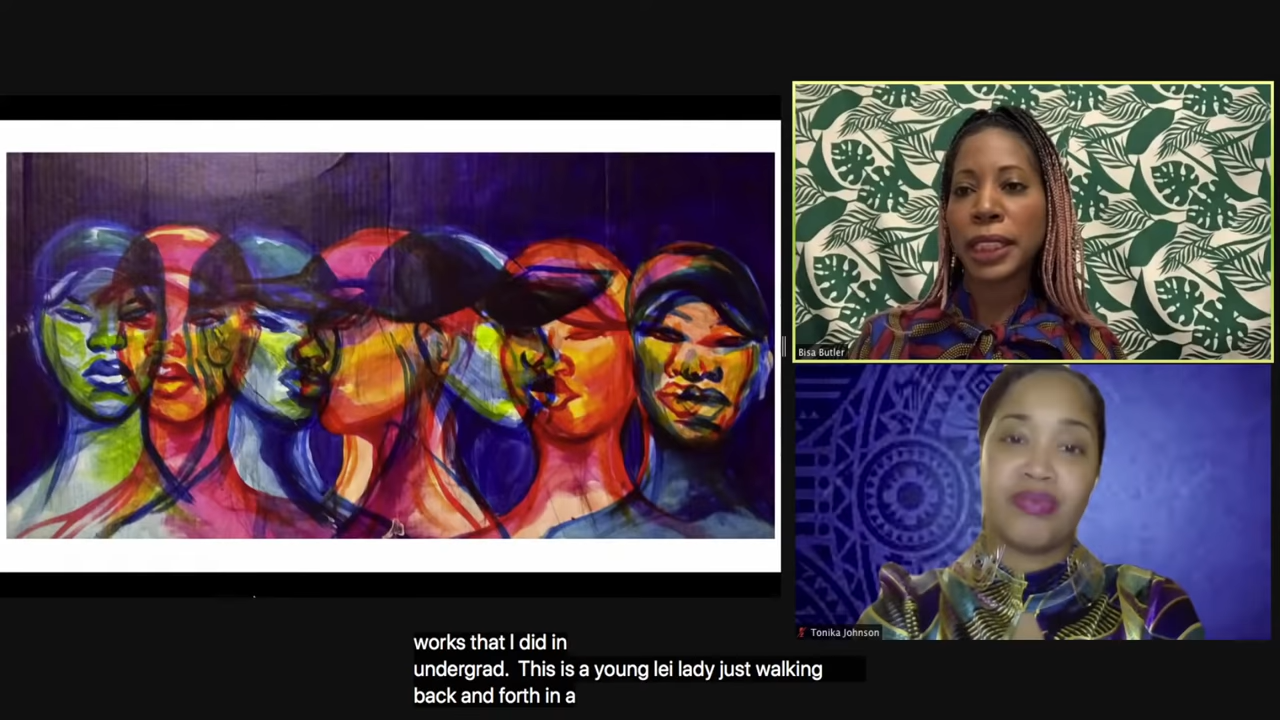 Bisa Butler
Tonika Johnson
works that I did in
undergrad.  This is a young lei lady just walking
back and forth in a